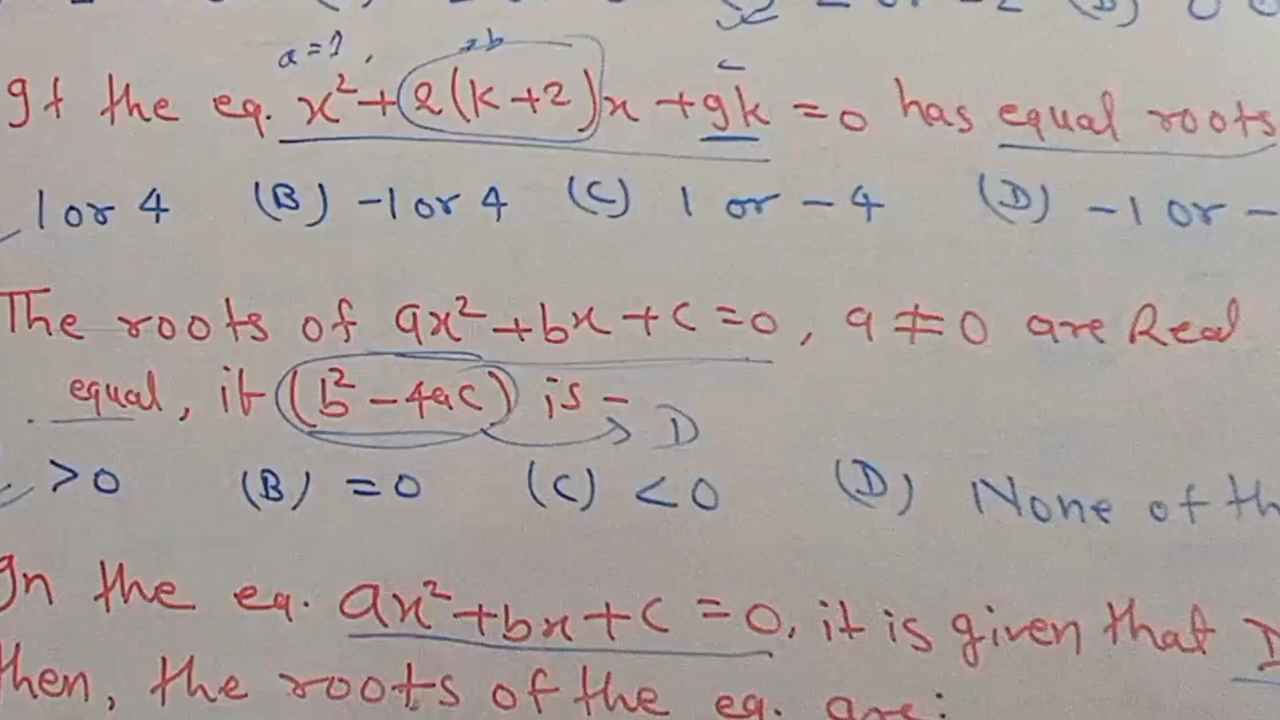 a = 1, 2b c
If the eq. x² + 2(k+2)x + 9k = 0 has equal roots
1 or 4 (B) -1 or 4 (C) 1 or -4 (D) -1 or -
The roots of ax² + bx + c = 0, a ≠ 0 are Real
equal, if (b² - 4ac) is - D
>0 (B) = 0 (C) < 0 (D) None of th
In the eq. ax² + bx + c = 0, it is given that
then, the roots of the eq. are: